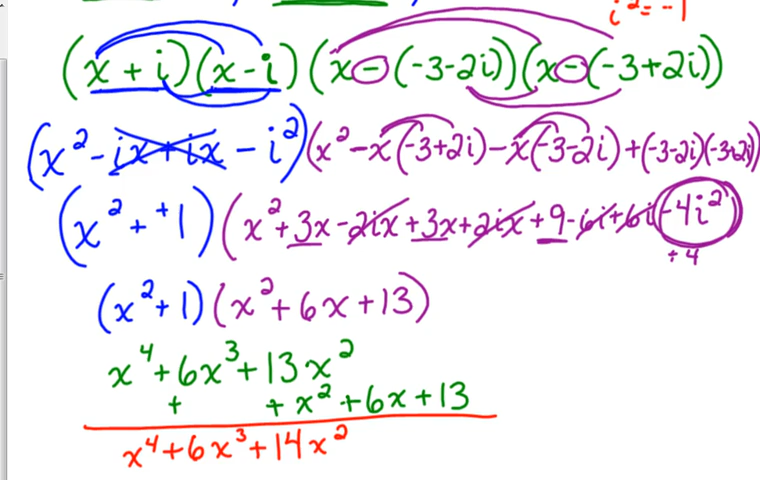 i² = -1
(x + i)(x - i)(x - (-3-2i))(x - (-3+2i))
(x² - ix + ix - i²)(x² - x(-3+2i) - x(-3-2i) + (-3-2i)(-3+2i))
(x² + +1)(x² + 3x - 2ix + 3x + 2ix + 9 - 6i + 6i - 4i²)
+4
(x² + 1)(x² + 6x + 13)
x⁴ + 6x³ + 13x²
+ + x² + 6x + 13
x⁴ + 6x³ + 14x²